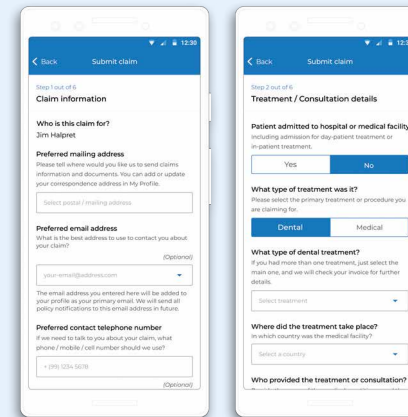 12:30
Back
Submit claim
Step 1 out of 6
Claim information
Who is this claim for?
Jim Halpret
Preferred mailing address
Please tell where would you like us to send claims
information and documents. You can add or update
your correspondence address in My Profile.
Select postal / mailing address
Preferred email address
What is the best address to use to contact you about
your claim?
(Optional)
your-email@address.com
The email address you entered here will be added to
your profile as your primary email. We will send all
policy notifications to this email address in future.
Preferred contact telephone number
If we need to talk to you about your claim, what
phone / mobile / cell number should we use?
+ (99) 1234 5678
(Optional)
12:3
Back
Submit claim
Step 2 out of 6
Treatment / Consultation details
Patient admitted to hospital or medical facility
Including admission for day-patient treatment or
in-patient treatment.
Yes
No
What type of treatment was it?
Please select the primary treatment or procedure you
are claiming for.
Dental
Medical
What type of dental treatment?
If you had more than one treatment, just select the
main one, and we will check your invoice for further
details.
Select treatment
Where did the treatment take place?
In which country was the medical facility?
Select a country
Who provided the treatment or consultation?